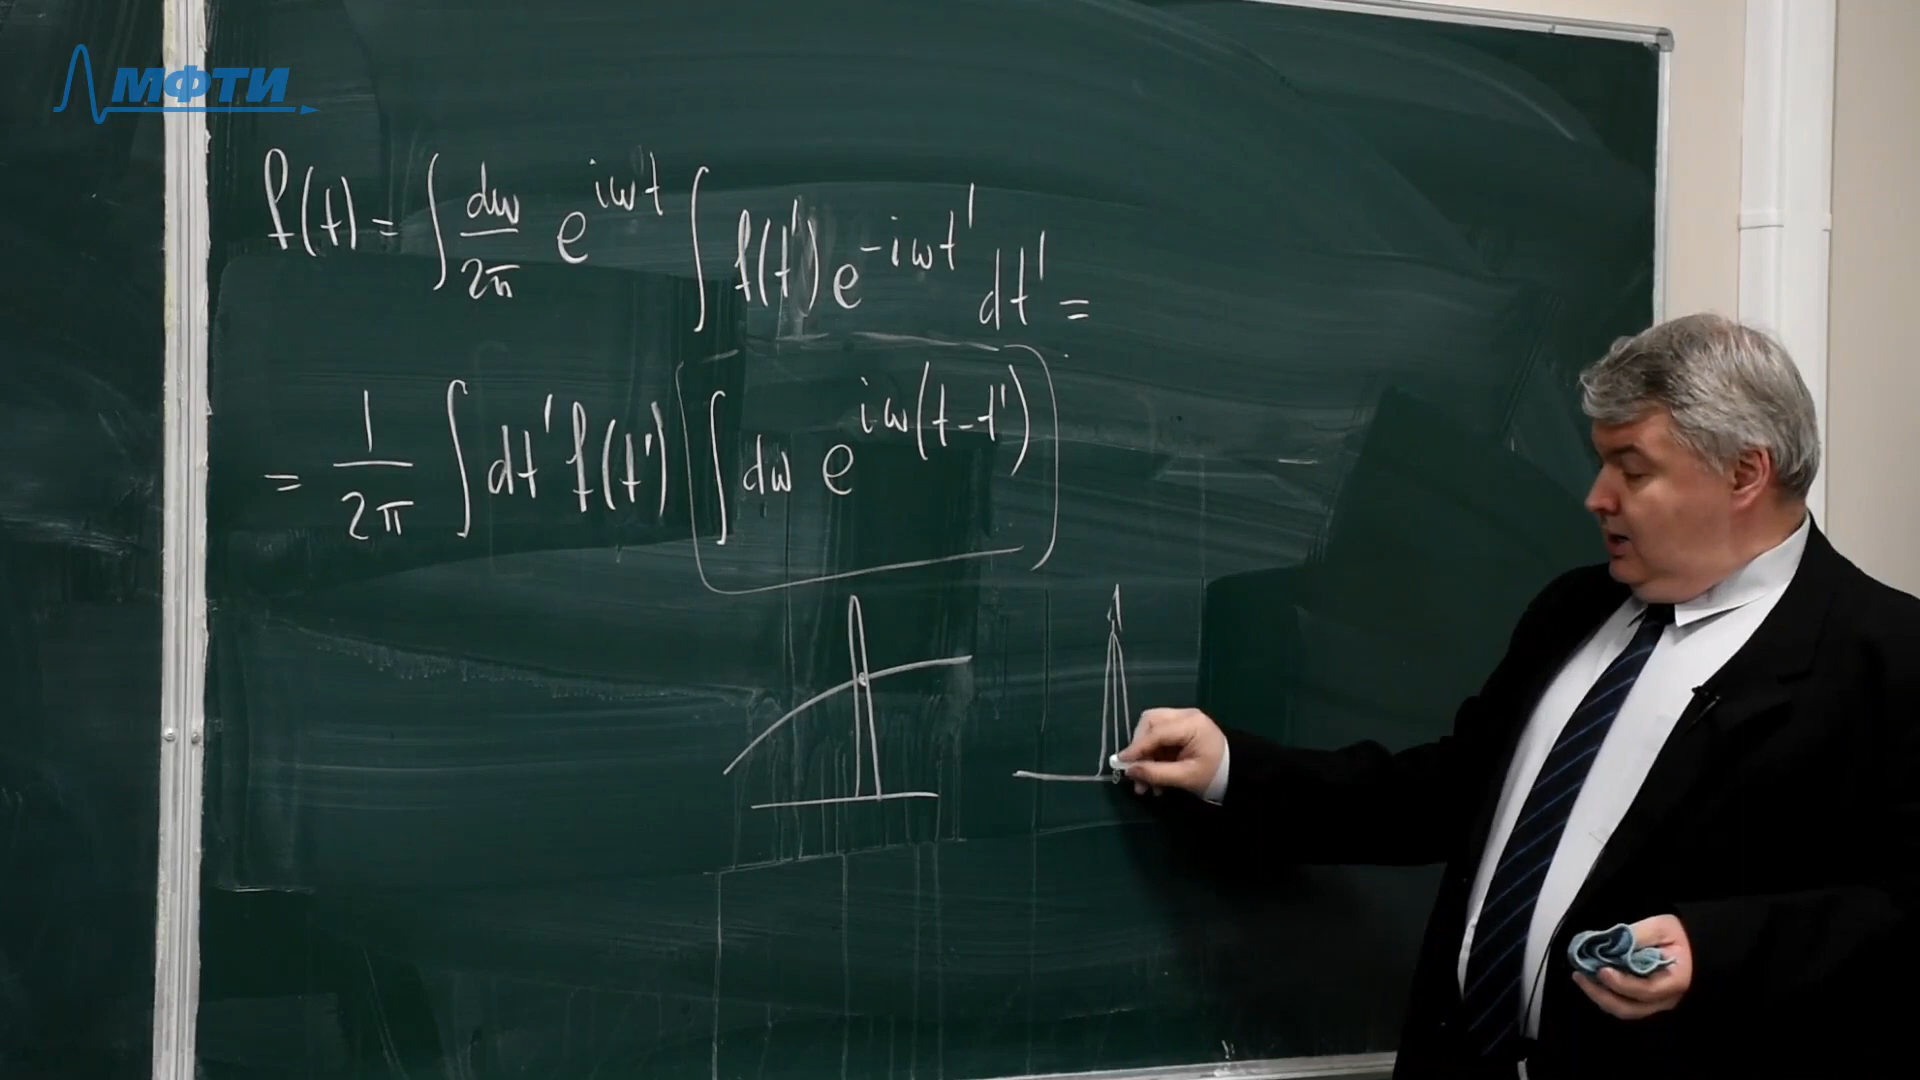 МФТИ
f(t) = ∫ dω/2π e^{iωt} ∫ f(t') e^{-iωt'} dt' =
= 1/2π ∫ dt' f(t') ( ∫ dω e^{iω(t-t')} )